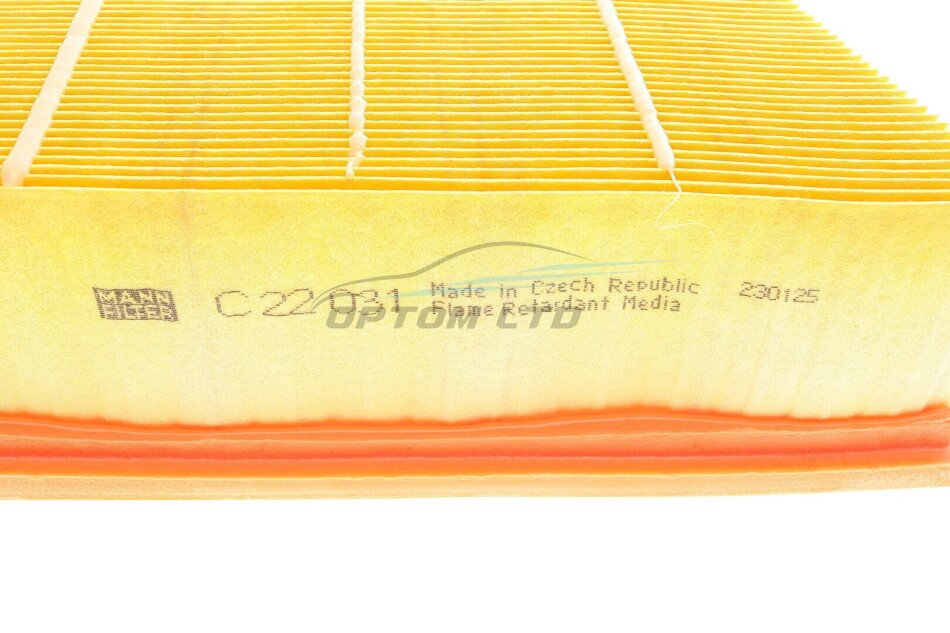 MANN
FILTER
C 22 031
Made in Czech Republic
Flame Retardant Media
230125
OPTOM LTD